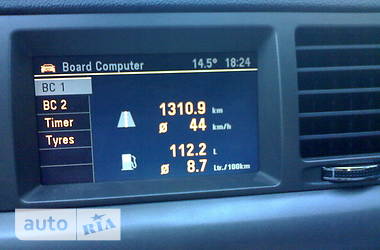 Board Computer 14.5° 18:24
BC 1
BC 2
Timer
Tyres
1310.9 km
Ø 44 km/h
112.2 L
Ø 8.7 Ltr./100km
auto RIA